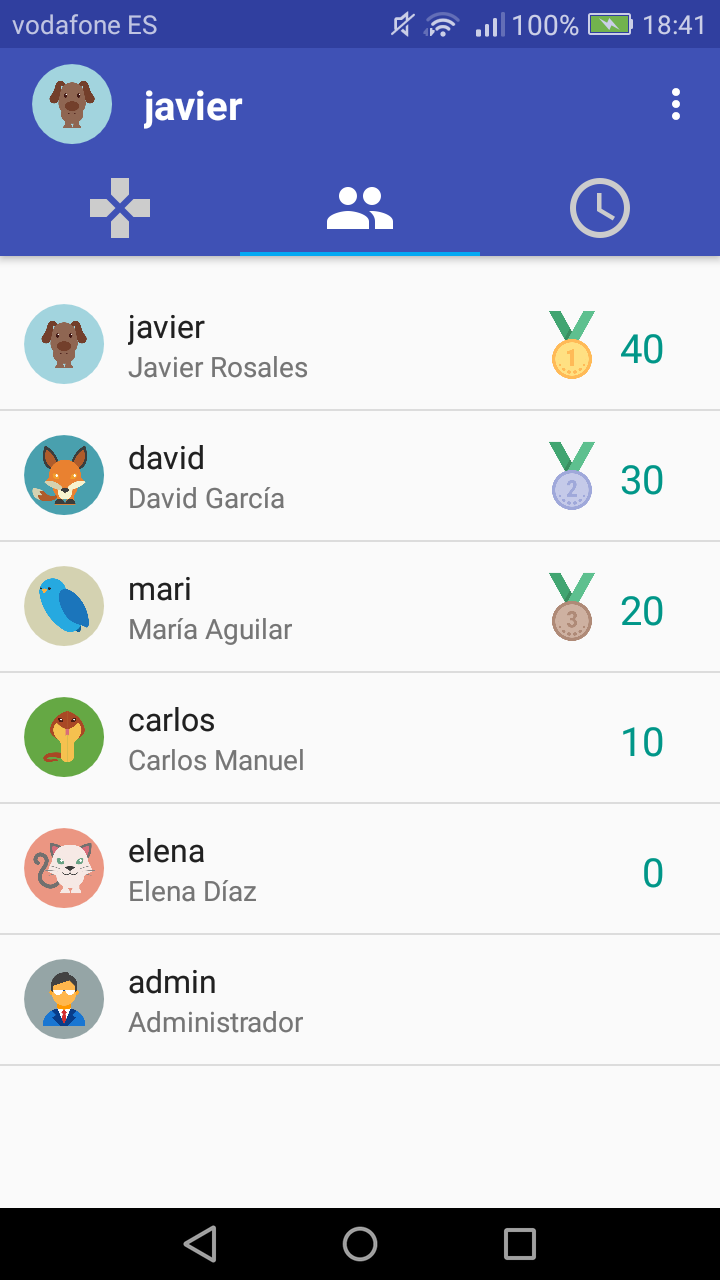 vodafone ES 100% 18:41
javier
javier
Javier Rosales
1 40
david
David García
2 30
mari
María Aguilar
3 20
carlos
Carlos Manuel
10
elena
Elena Díaz
0
admin
Administrador